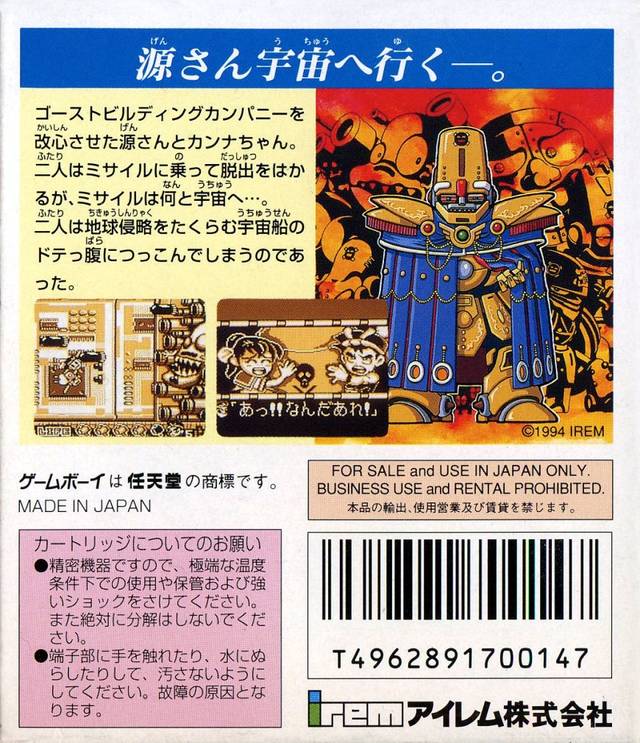 源さん宇宙へ行く—。
ゴーストビルディングカンパニーを
改心させた源さんとカンナちゃん。
二人はミサイルに乗って脱出をはか
るが、ミサイルは何と宇宙へ…。
二人は地球侵略をたくらむ宇宙船の
ドテっ腹につっこんでしまうのであ
った。
LIFE
「あっ!!なんだあれ!」
©1994 IREM
ゲームボーイは任天堂の商標です。
MADE IN JAPAN
FOR SALE and USE IN JAPAN ONLY.
BUSINESS USE and RENTAL PROHIBITED.
本品の輸出、使用営業及び賃貸を禁じます。
カートリッジについてのお願い
●精密機器ですので、極端な温度
条件下での使用や保管および強
いショックをさけてください。
また絶対に分解はしないでくだ
さい。
●端子部に手を触れたり、水にぬ
らしたりして、汚さないように
してください。故障の原因とな
ります。
T4962891700147
irem アイレム株式会社